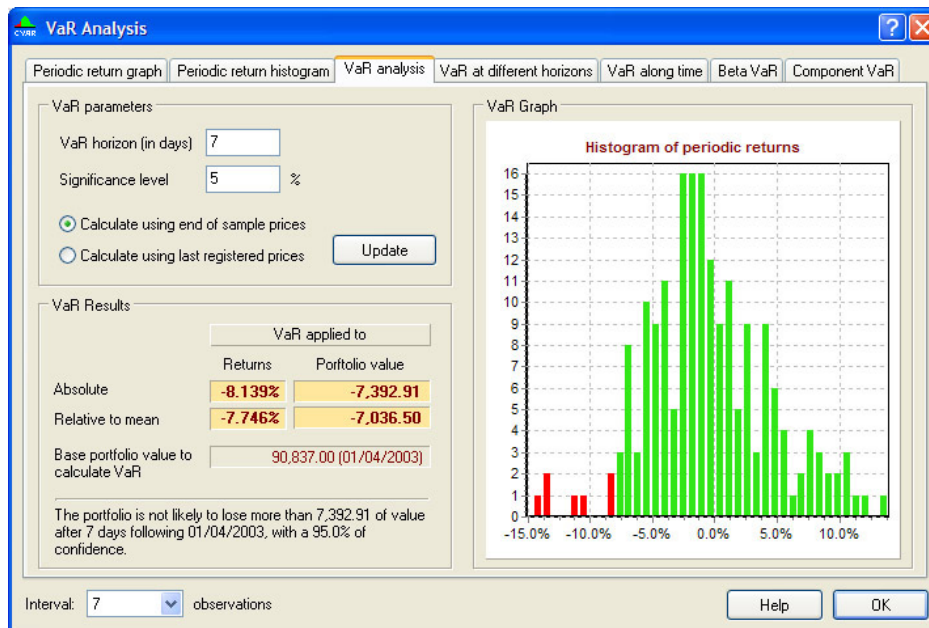 CVAR VaR Analysis
Periodic return graph Periodic return histogram VaR analysis VaR at different horizons VaR along time Beta VaR Component VaR
VaR parameters
VaR horizon (in days) 7
Significance level 5 %
Calculate using end of sample prices
Calculate using last registered prices
Update
VaR Results
VaR applied to
Returns Portfolio value
Absolute -8.139% -7,392.91
Relative to mean -7.746% -7,036.50
Base portfolio value to
calculate VaR
90,837.00 (01/04/2003)
The portfolio is not likely to lose more than 7,392.91 of value
after 7 days following 01/04/2003, with a 95.0% of
confidence.
VaR Graph
Histogram of periodic returns
16
15
14
13
12
11
10
9
8
7
6
5
4
3
2
1
0
-15.0% -10.0% -5.0% 0.0% 5.0% 10.0%
Interval: 7 observations
Help OK